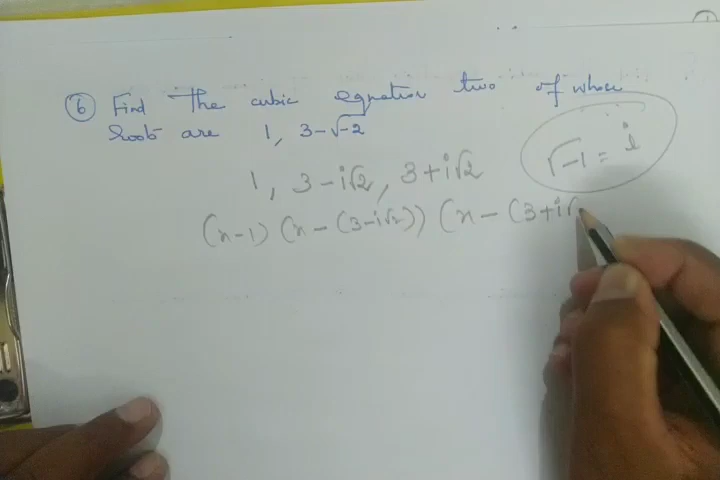 ⑥ Find The cubic equation two of whose
roots are 1, 3-√-2
√-1 = i
1, 3-i√2, 3+i√2
(x-1) (x-(3-i√2)) (x-(3+i√